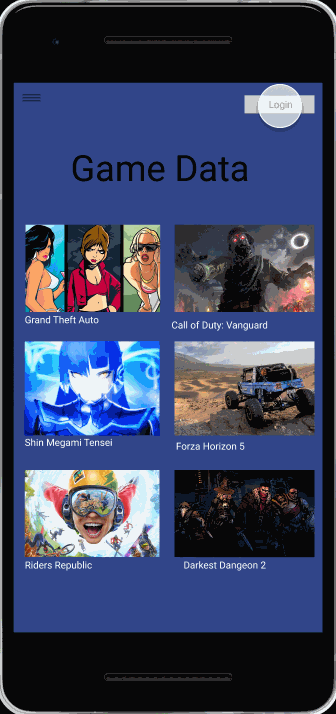 Login
Game Data
Grand Theft Auto
Call of Duty: Vanguard
Shin Megami Tensei
Forza Horizon 5
Riders Republic
Darkest Dangeon 2